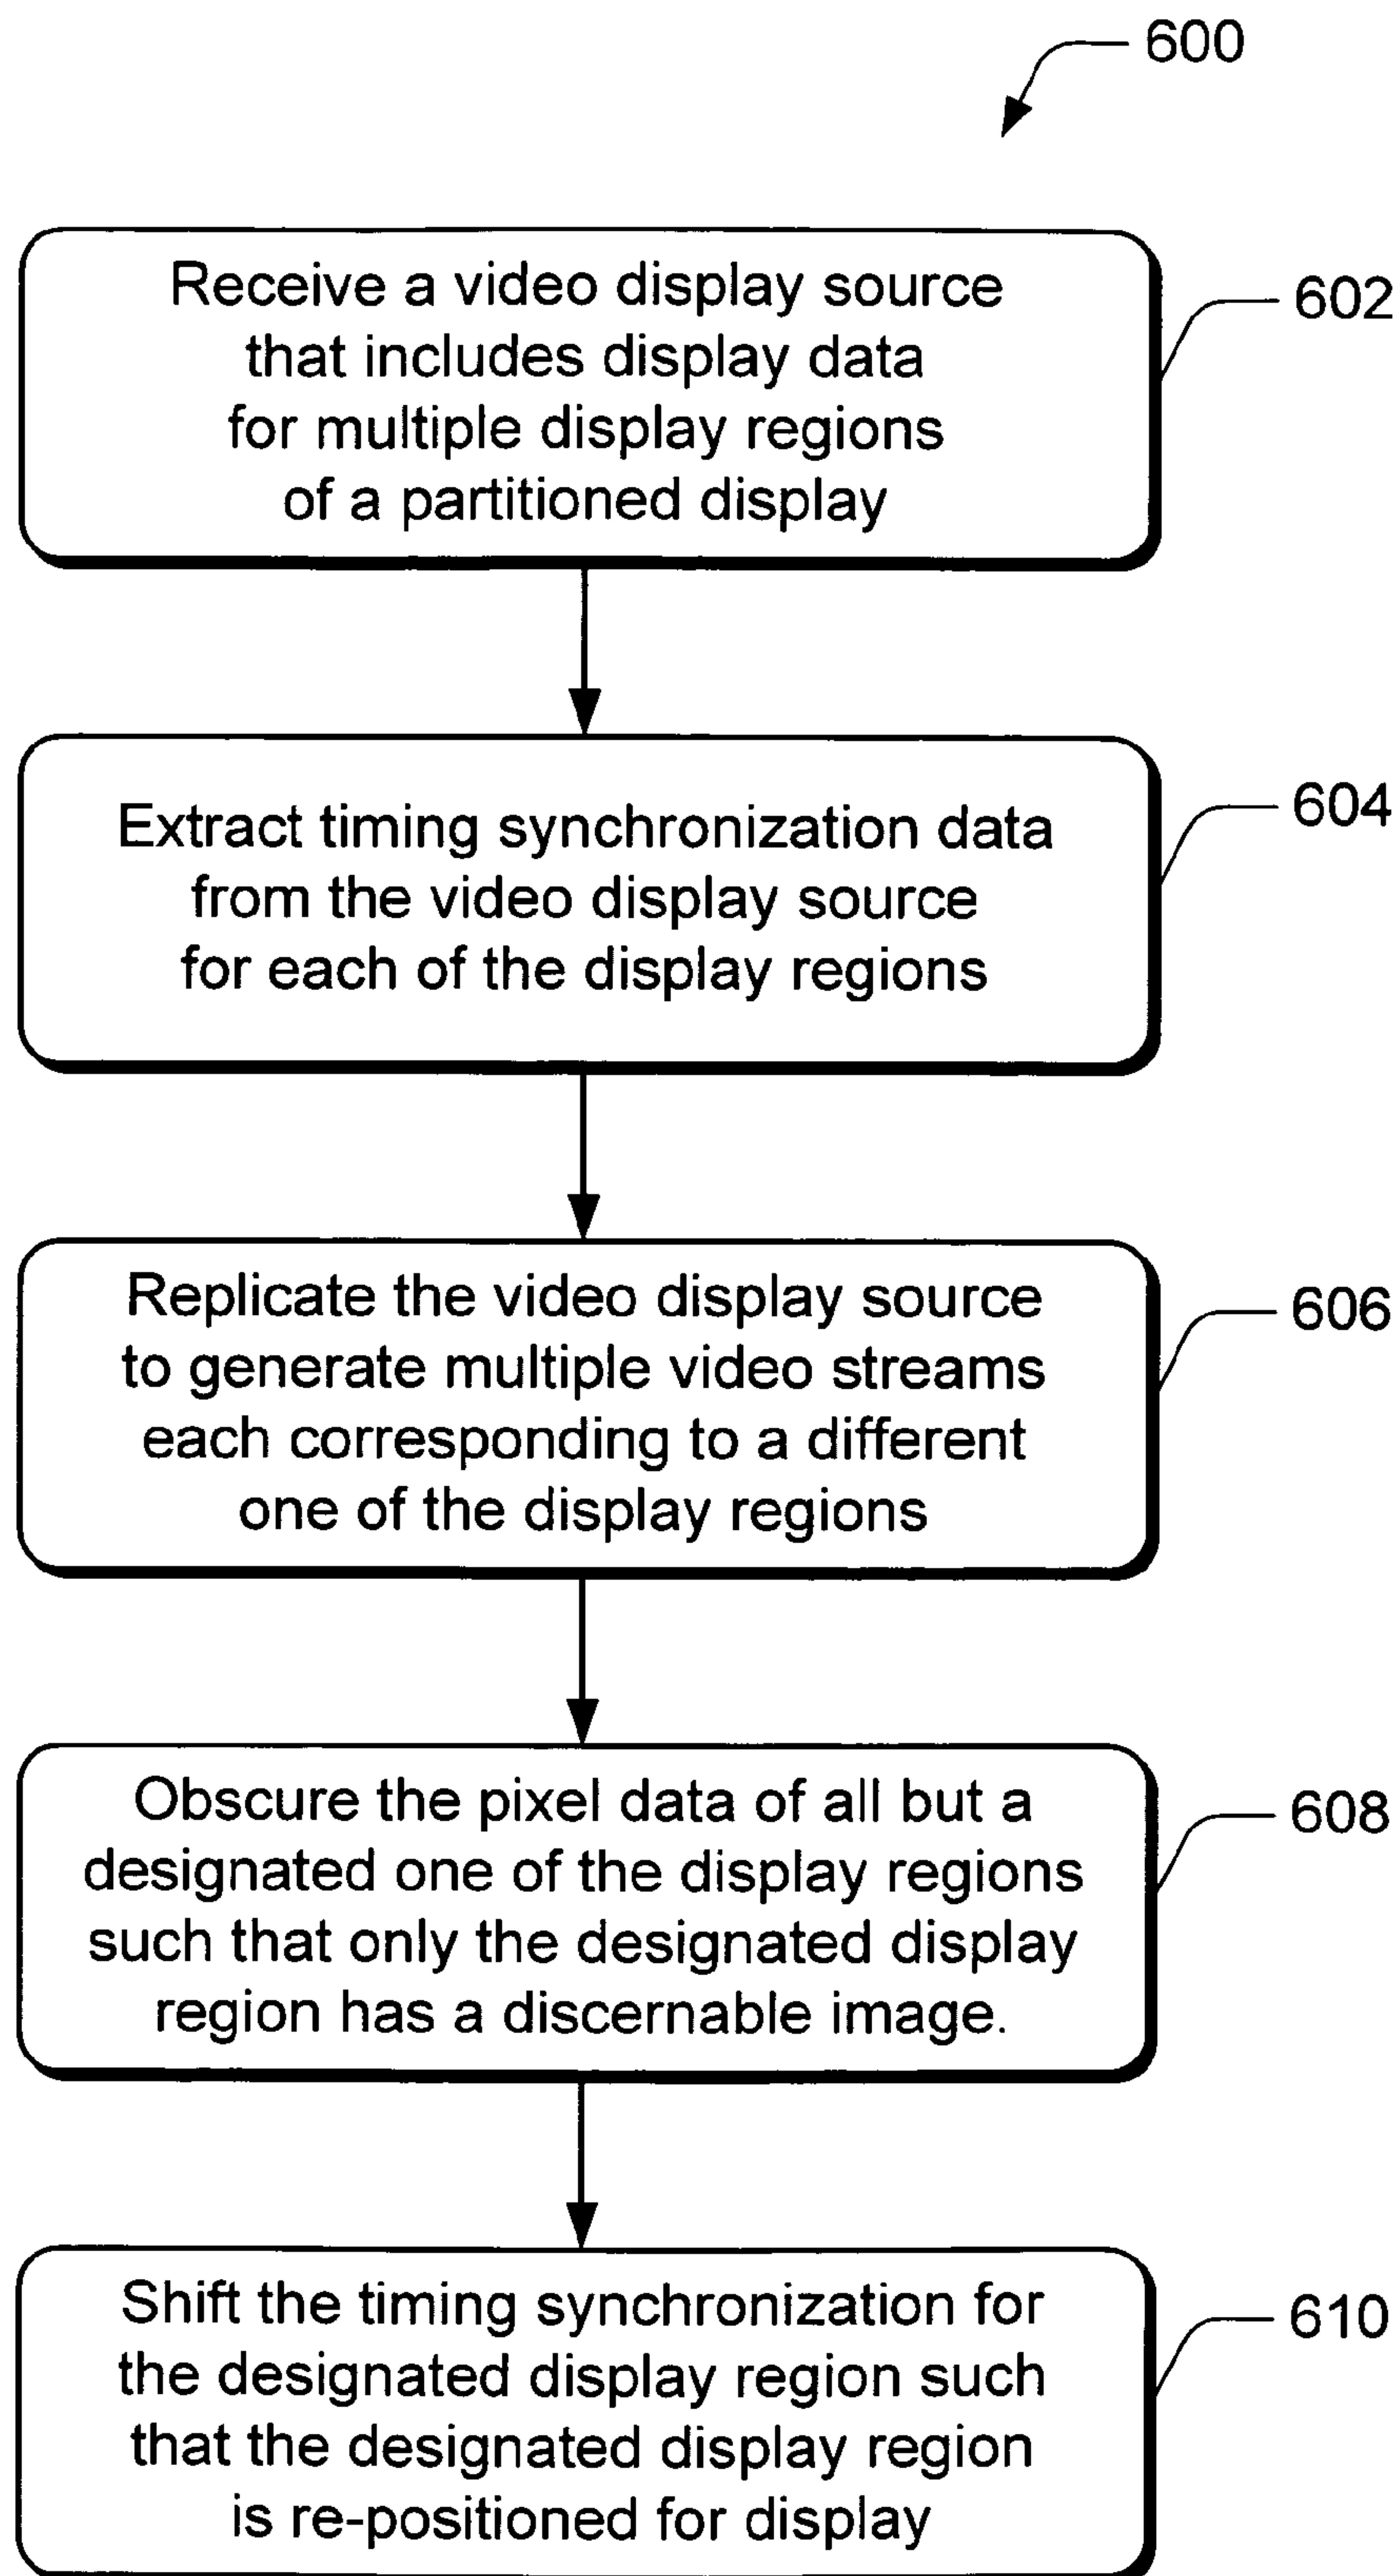 600
Receive a video display source
that includes display data
for multiple display regions
of a partitioned display
602
Extract timing synchronization data
from the video display source
for each of the display regions
604
Replicate the video display source
to generate multiple video streams
each corresponding to a different
one of the display regions
606
Obscure the pixel data of all but a
designated one of the display regions
such that only the designated display
region has a discernable image.
608
Shift the timing synchronization for
the designated display region such
that the designated display region
is re-positioned for display
610